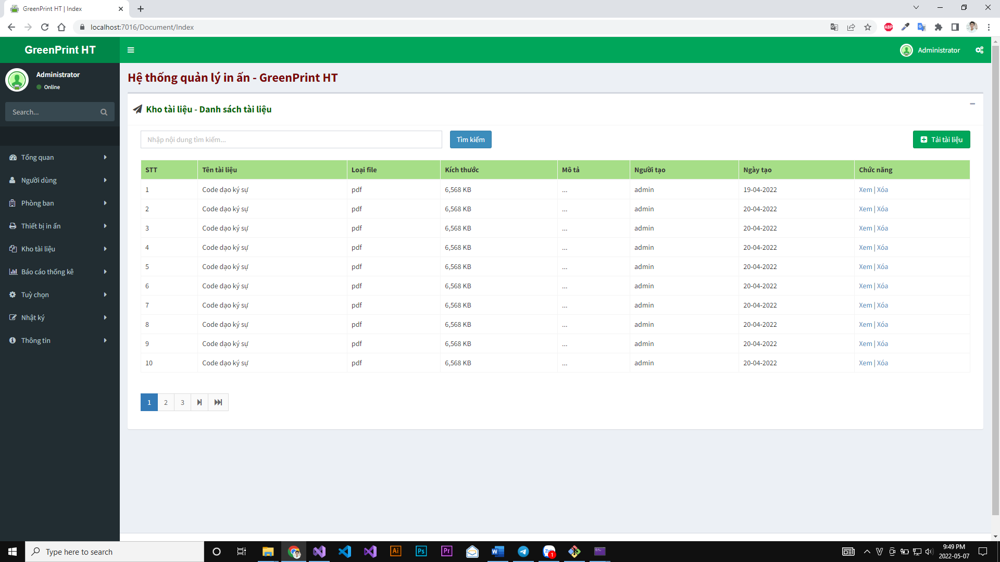 GreenPrint HT | Index
localhost:7016/Document/Index
ABP
GreenPrint HT
Administrator
Administrator
Online
Search...
Tổng quan
Người dùng
Phòng ban
Thiết bị in ấn
Kho tài liệu
Báo cáo thống kê
Tuỳ chọn
Nhật ký
Thông tin
Hệ thống quản lý in ấn - GreenPrint HT
Kho tài liệu - Danh sách tài liệu
Nhập nội dung tìm kiếm... Tìm kiếm Tải tài liệu
STT Tên tài liệu Loại file Kích thước Mô tả Người tạo Ngày tạo Chức năng
1 Code dạo ký sự pdf 6,568 KB ... admin 19-04-2022 Xem | Xóa
2 Code dạo ký sự pdf 6,568 KB ... admin 20-04-2022 Xem | Xóa
3 Code dạo ký sự pdf 6,568 KB ... admin 20-04-2022 Xem | Xóa
4 Code dạo ký sự pdf 6,568 KB ... admin 20-04-2022 Xem | Xóa
5 Code dạo ký sự pdf 6,568 KB ... admin 20-04-2022 Xem | Xóa
6 Code dạo ký sự pdf 6,568 KB ... admin 20-04-2022 Xem | Xóa
7 Code dạo ký sự pdf 6,568 KB ... admin 20-04-2022 Xem | Xóa
8 Code dạo ký sự pdf 6,568 KB ... admin 20-04-2022 Xem | Xóa
9 Code dạo ký sự pdf 6,568 KB ... admin 20-04-2022 Xem | Xóa
10 Code dạo ký sự pdf 6,568 KB ... admin 20-04-2022 Xem | Xóa
1 2 3
Type here to search
Ai Ps Pr W Zalo 1 V
9:49 PM
2022-05-07